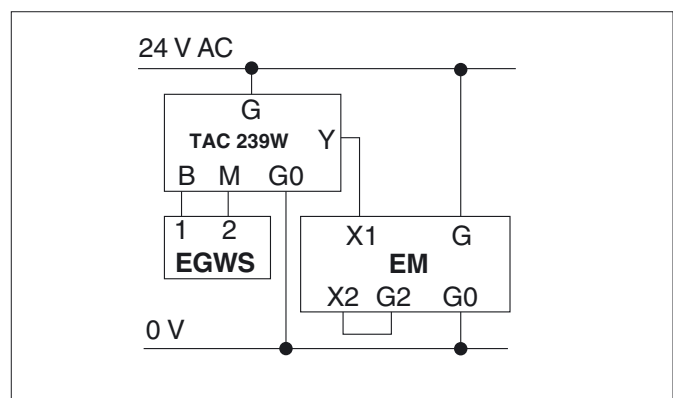 24 V AC
G
TAC 239W Y
B M G0
1 2
EGWS
X1 G
EM
X2 G2 G0
0 V